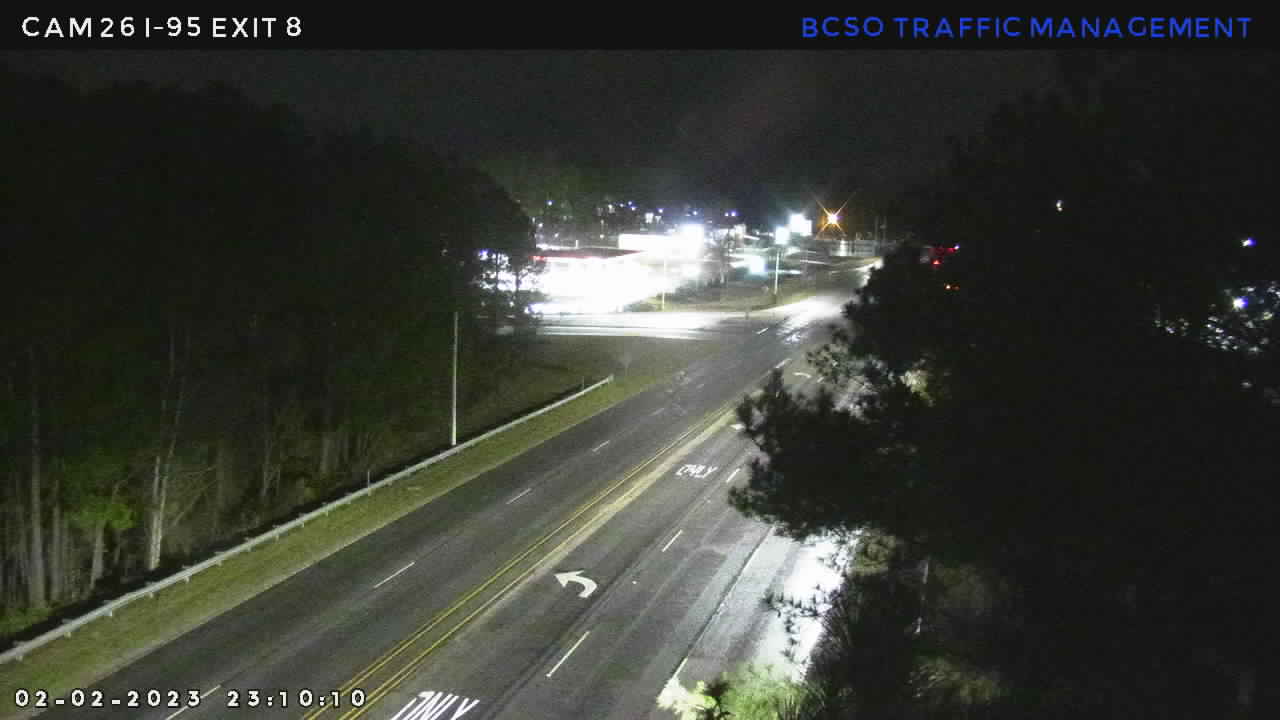 CAM 26 I-95 EXIT 8
BCSO TRAFFIC MANAGEMENT
ONLY
ONLY
02-02-2023 23:10:10